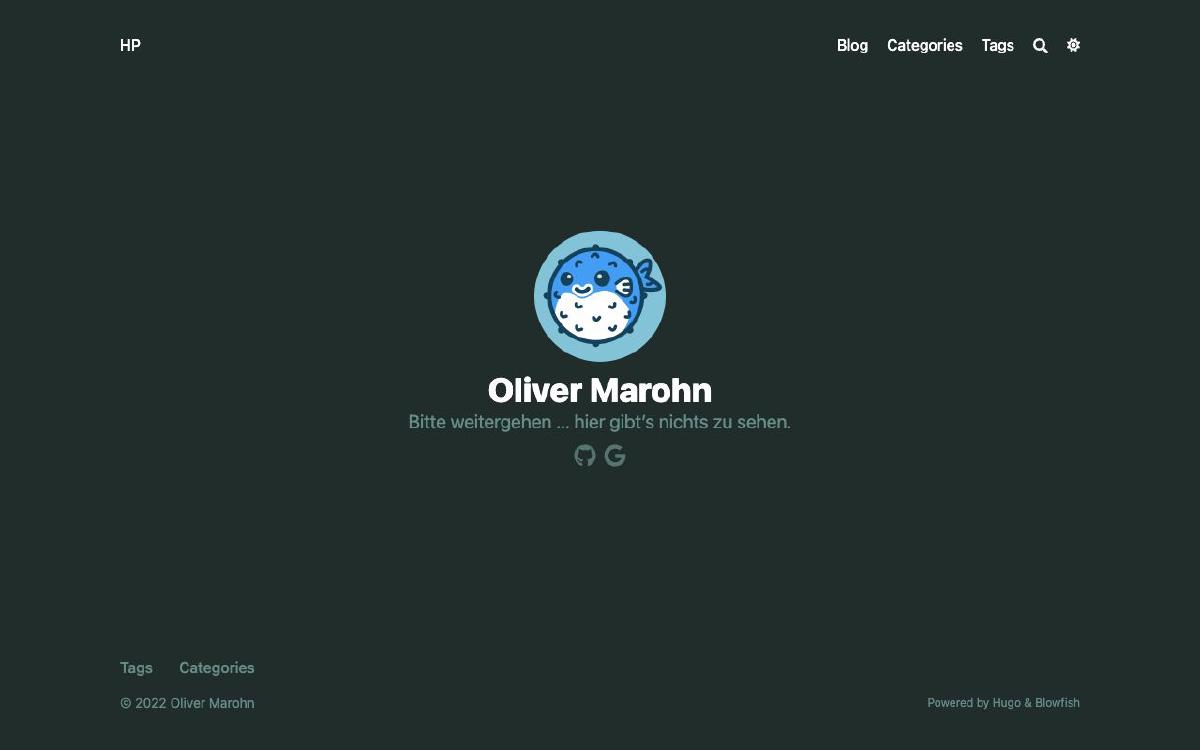 HP
Blog Categories Tags
Oliver Marohn
Bitte weitergehen ... hier gibt's nichts zu sehen.
Tags Categories
© 2022 Oliver Marohn
Powered by Hugo & Blowfish